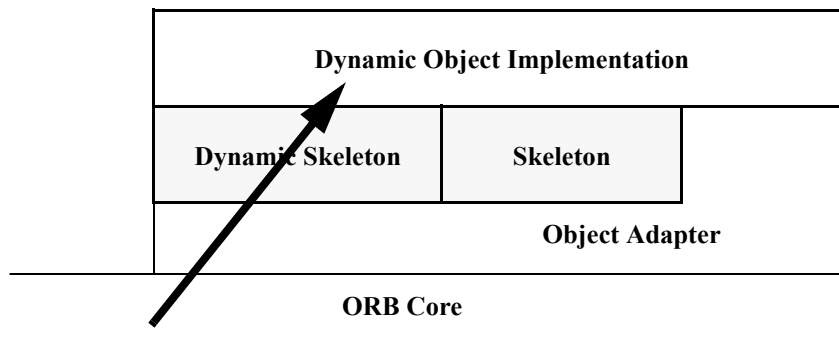 Dynamic Object Implementation
Dynamic Skeleton
Skeleton
Object Adapter
ORB Core